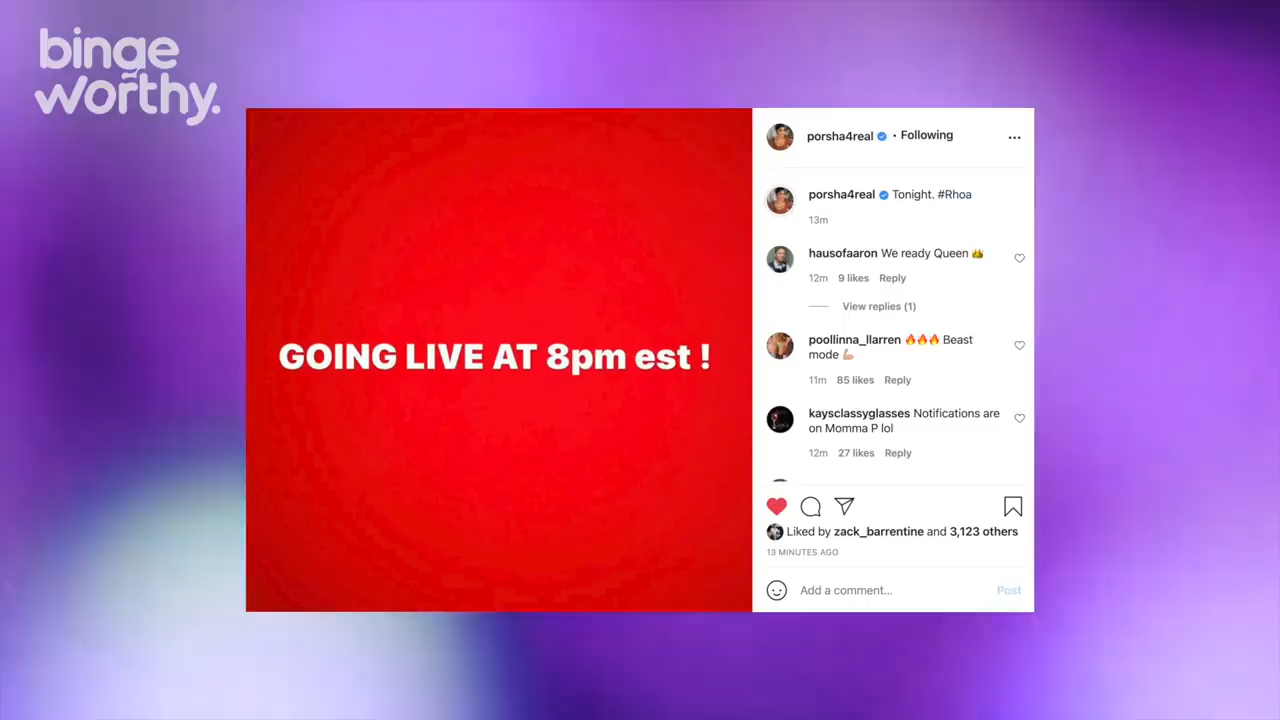 binge
worthy.
GOING LIVE AT 8pm est !
porsha4real • Following
...
porsha4real Tonight. #Rhoa
13m
hausofaaron We ready Queen 👑
12m 9 likes Reply
View replies (1)
poollinna_llarren 🔥🔥🔥 Beast
mode 💪🏼
11m 85 likes Reply
kaysclassyglasses Notifications are
on Momma P lol
12m 27 likes Reply
Liked by zack_barrentine and 3,123 others
13 MINUTES AGO
Add a comment... Post